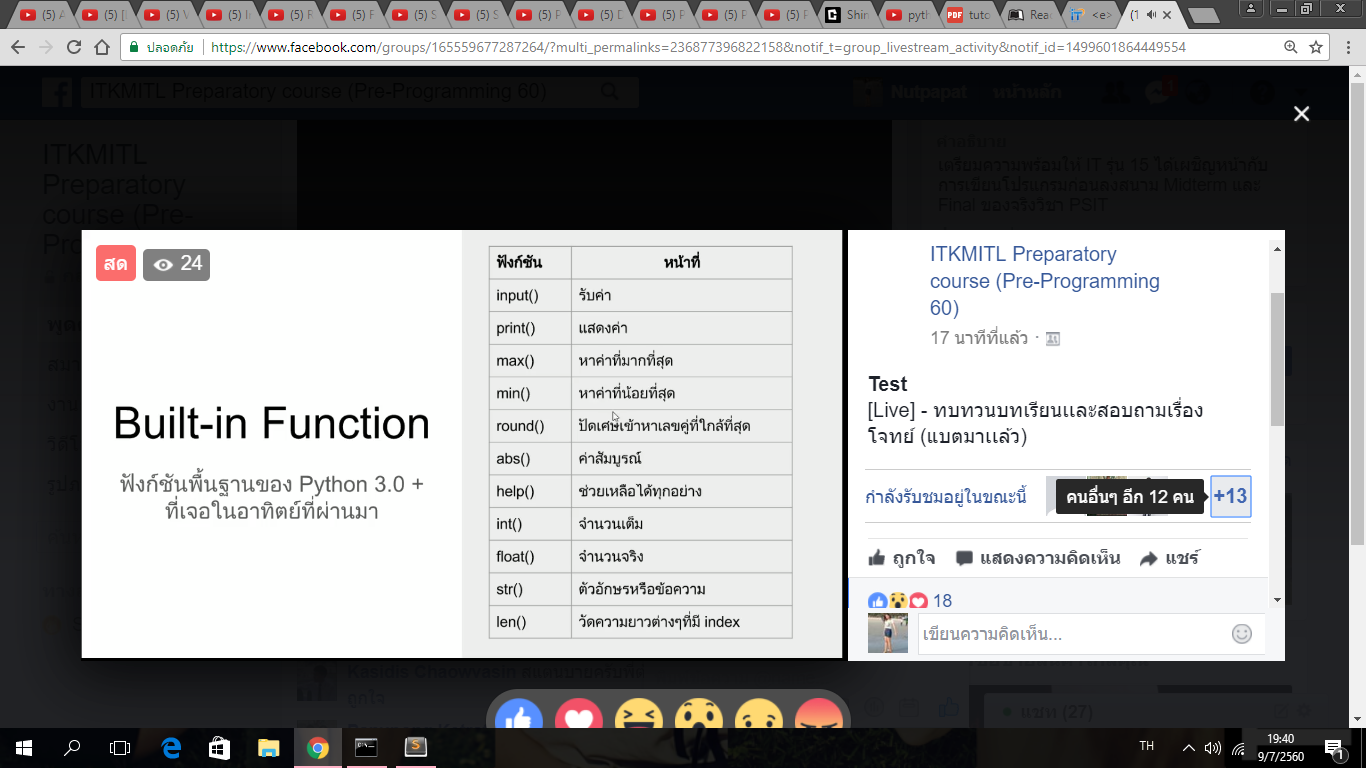 (5) A
(5) [
(5) V
(5) I
(5) R
(5) F
(5) S
(5) S
(5) P
(5) D
(5) P
(5) P
(5) P
Shin
pyth
tuto
Rea
<e>
(1
ปลอดภัย
https://www.facebook.com/groups/165559677287264/?multi_permalinks=236877396822158&notif_t=group_livestream_activity&notif_id=1499601864449554
ITKMITL Preparatory course (Pre-Programming 60)
Nutpapat
หน้าหลัก
ITKMITL
Preparatory
course (Pre-
เตรียมความพร้อมให้ IT รุ่น 15 ได้เผชิญหน้ากับ
การเขียนโปรแกรมก่อนลงสนาม Midterm และ
Final ของจริงวิชา PSIT
สด
24
Built-in Function
ฟังก์ชันพื้นฐานของ Python 3.0 +
ที่เจอในอาทิตย์ที่ผ่านมา
ฟังก์ชัน หน้าที่
input() รับค่า
print() แสดงค่า
max() หาค่าที่มากที่สุด
min() หาค่าที่น้อยที่สุด
round() ปัดเศษเข้าหาเลขคู่ที่ใกล้ที่สุด
abs() ค่าสัมบูรณ์
help() ช่วยเหลือได้ทุกอย่าง
int() จำนวนเต็ม
float() จำนวนจริง
str() ตัวอักษรหรือข้อความ
len() วัดความยาวต่างๆที่มี index
ITKMITL Preparatory
course (Pre-Programming
60)
17 นาทีที่แล้ว ·
Test
[Live] - ทบทวนบทเรียนและสอบถามเรื่อง
โจทย์ (แบตมาแล้ว)
กำลังรับชมอยู่ในขณะนี้
คนอื่นๆ อีก 12 คน
+13
ถูกใจ แสดงความคิดเห็น แชร์
18
เขียนความคิดเห็น...
ถูกใจ
แชท (27)
TH
19:40
9/7/2560
1